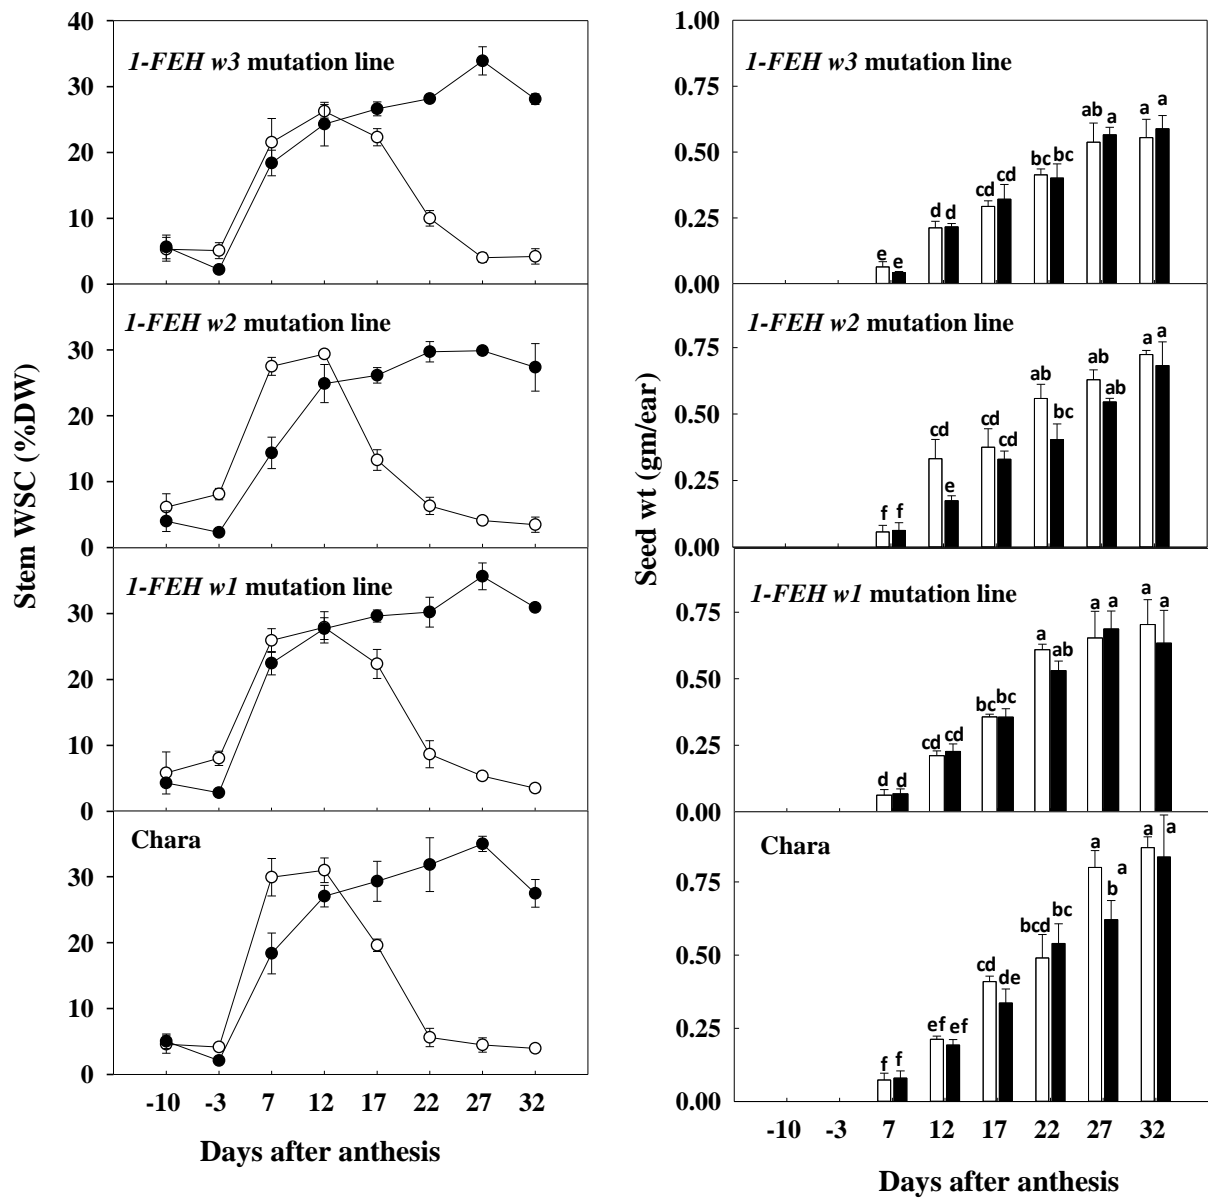 Stem WSC (%DW)
40
30
20
10
0
1-FEH w3 mutation line
30
20
10
0
1-FEH w2 mutation line
30
20
10
0
1-FEH w1 mutation line
30
20
10
0
Chara
-10 -3 7 12 17 22 27 32
Days after anthesis
Seed wt (gm/ear)
1.00
0.75
0.50
0.25
0.00
1-FEH w3 mutation line
e e d d cd cd bc bc ab a a a
0.75
0.50
0.25
0.00
1-FEH w2 mutation line
f f cd e cd cd ab bc ab ab a a
0.75
0.50
0.25
0.00
1-FEH w1 mutation line
d d cd cd bc bc a ab a a a a
0.75
0.50
0.25
0.00
Chara
f f ef ef cd de bcd bc a a b a a
-10 -3 7 12 17 22 27 32
Days after anthesis